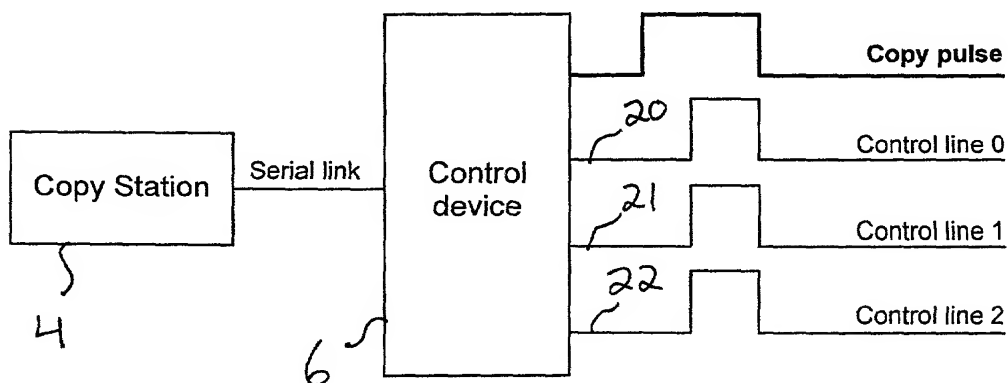 Copy pulse
20
Control line 0
Copy Station
Serial link
Control
device
21
Control line 1
22
Control line 2
4
6